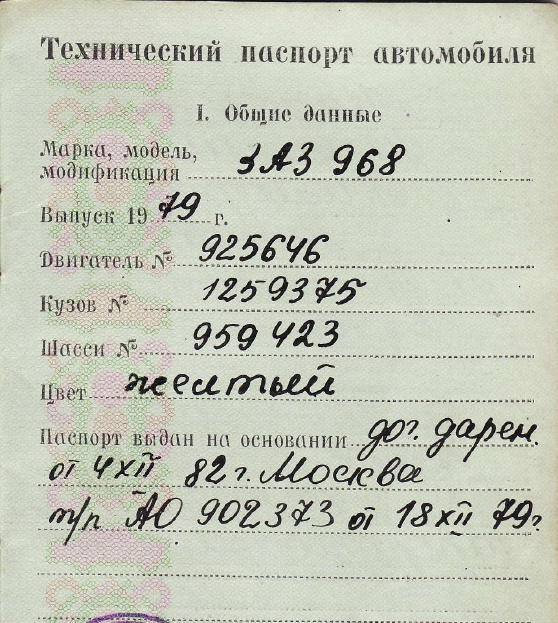 Технический паспорт автомобиля
I. Общие данные
Марка, модель,
модификация ЗАЗ 968
Выпуск 1979 г.
Двигатель № 925646
Кузов № 1259375
Шасси № 959423
Цвет желтый
Паспорт выдан на основании дог. дарен.
от 4 XII 82 г. Москва
т/п АО 902373 от 18 XII 79г.